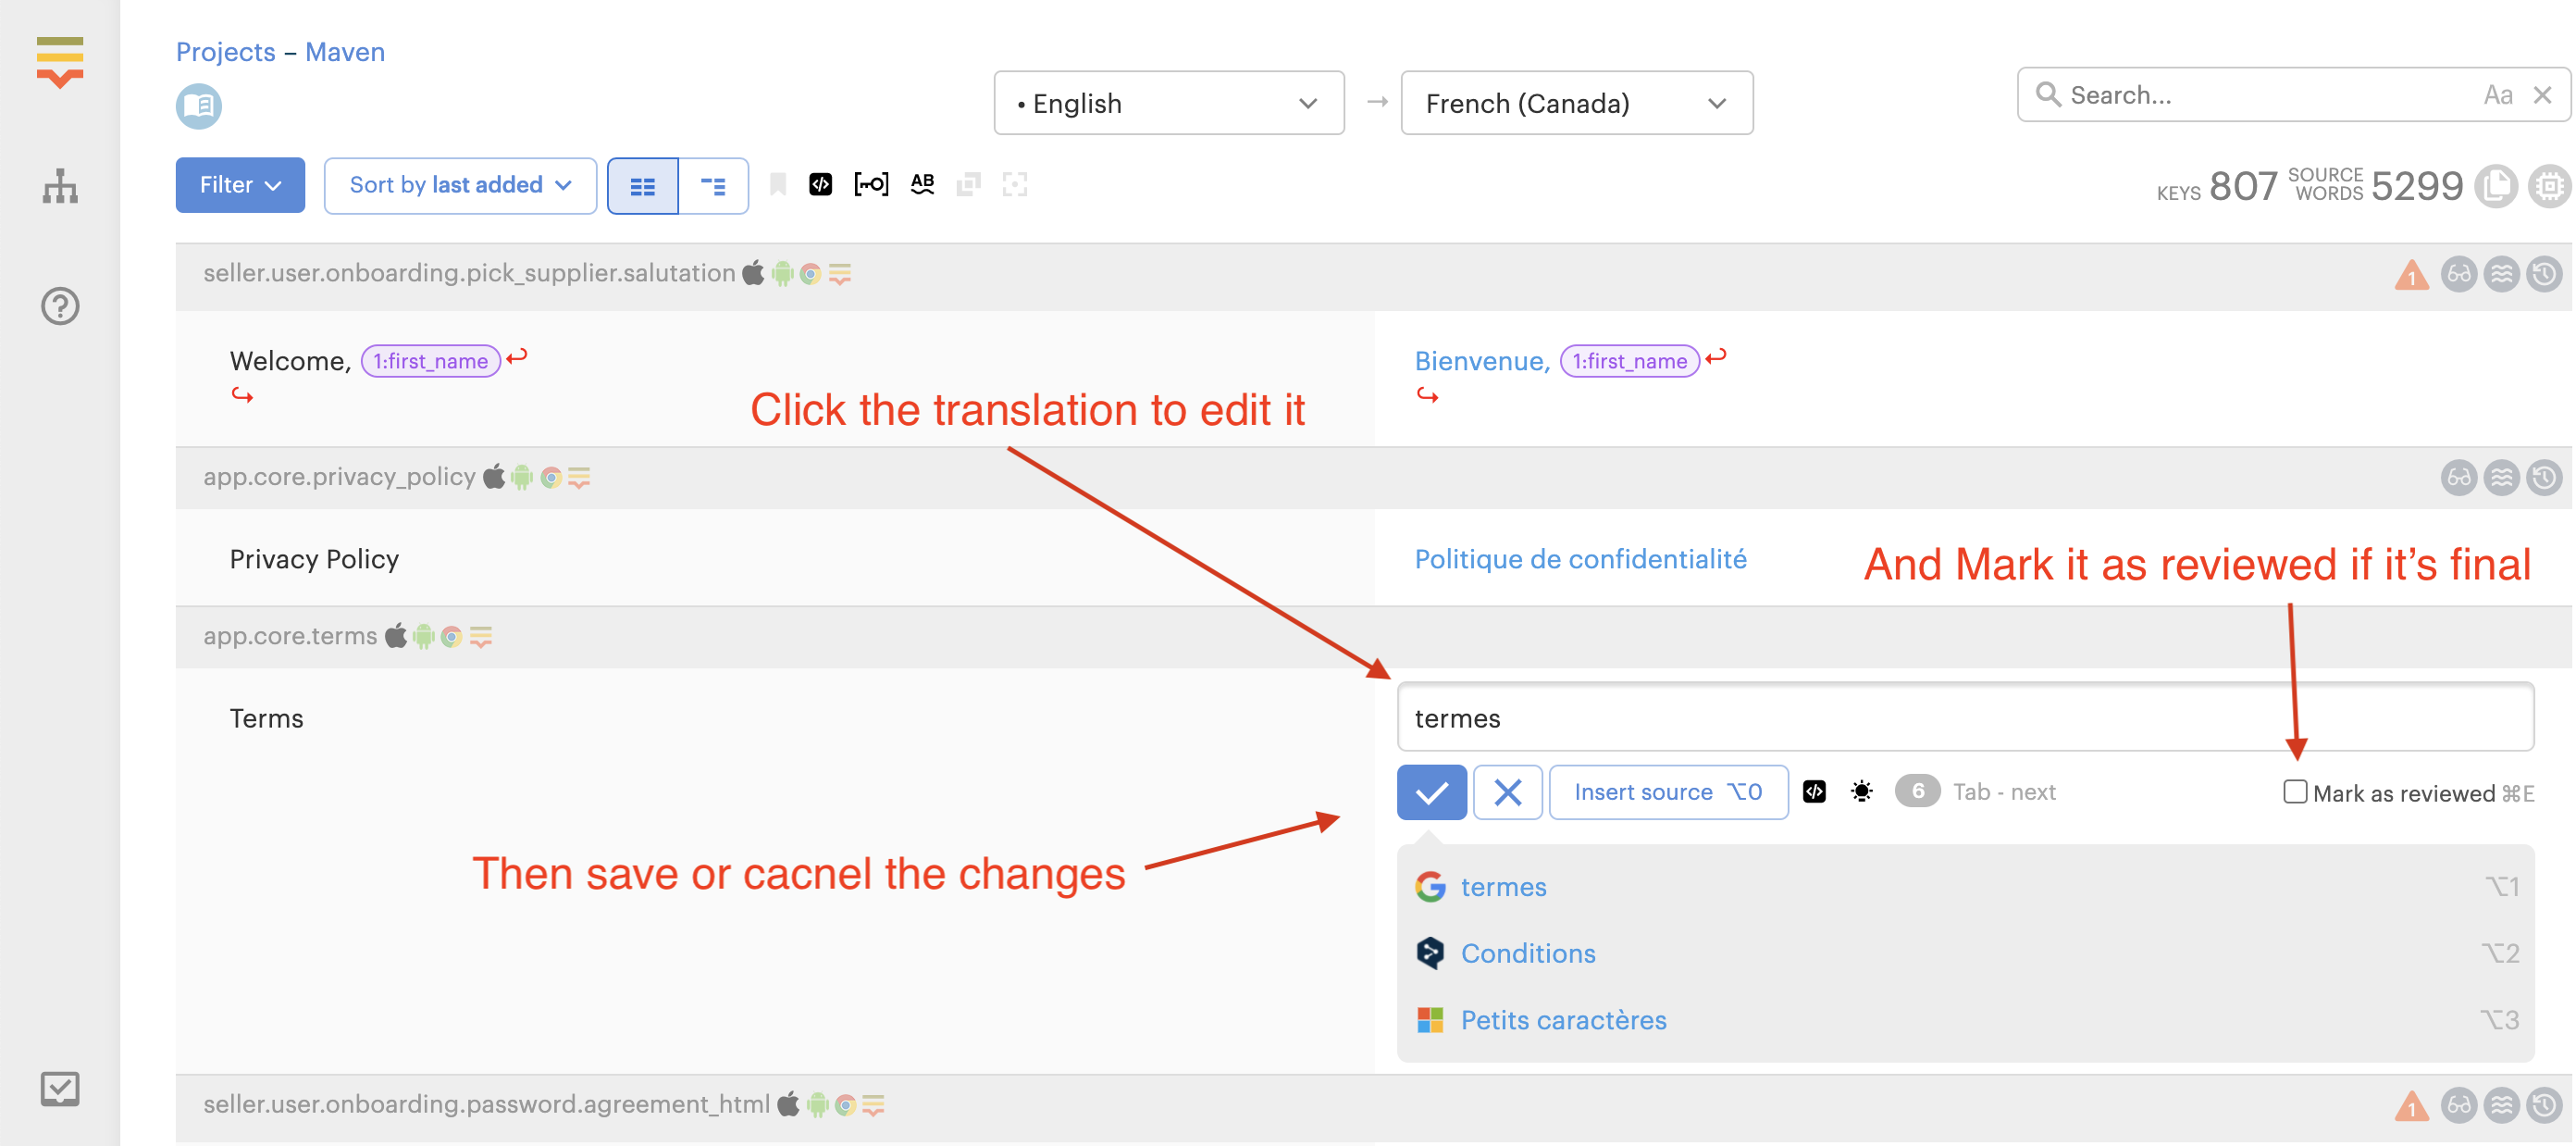 Projects – Maven
• English → French (Canada)
Search... Aa
Filter Sort by last added AB KEYS 807 SOURCE WORDS 5299
seller.user.onboarding.pick_supplier.salutation 1
Welcome, 1:first_name
Bienvenue, 1:first_name
Click the translation to edit it
app.core.privacy_policy
Privacy Policy
Politique de confidentialité
And Mark it as reviewed if it’s final
app.core.terms
Terms
termes
Insert source ⌥0 6 Tab - next Mark as reviewed ⌘E
Then save or cacnel the changes
termes ⌥1
Conditions ⌥2
Petits caractères ⌥3
seller.user.onboarding.password.agreement_html 1